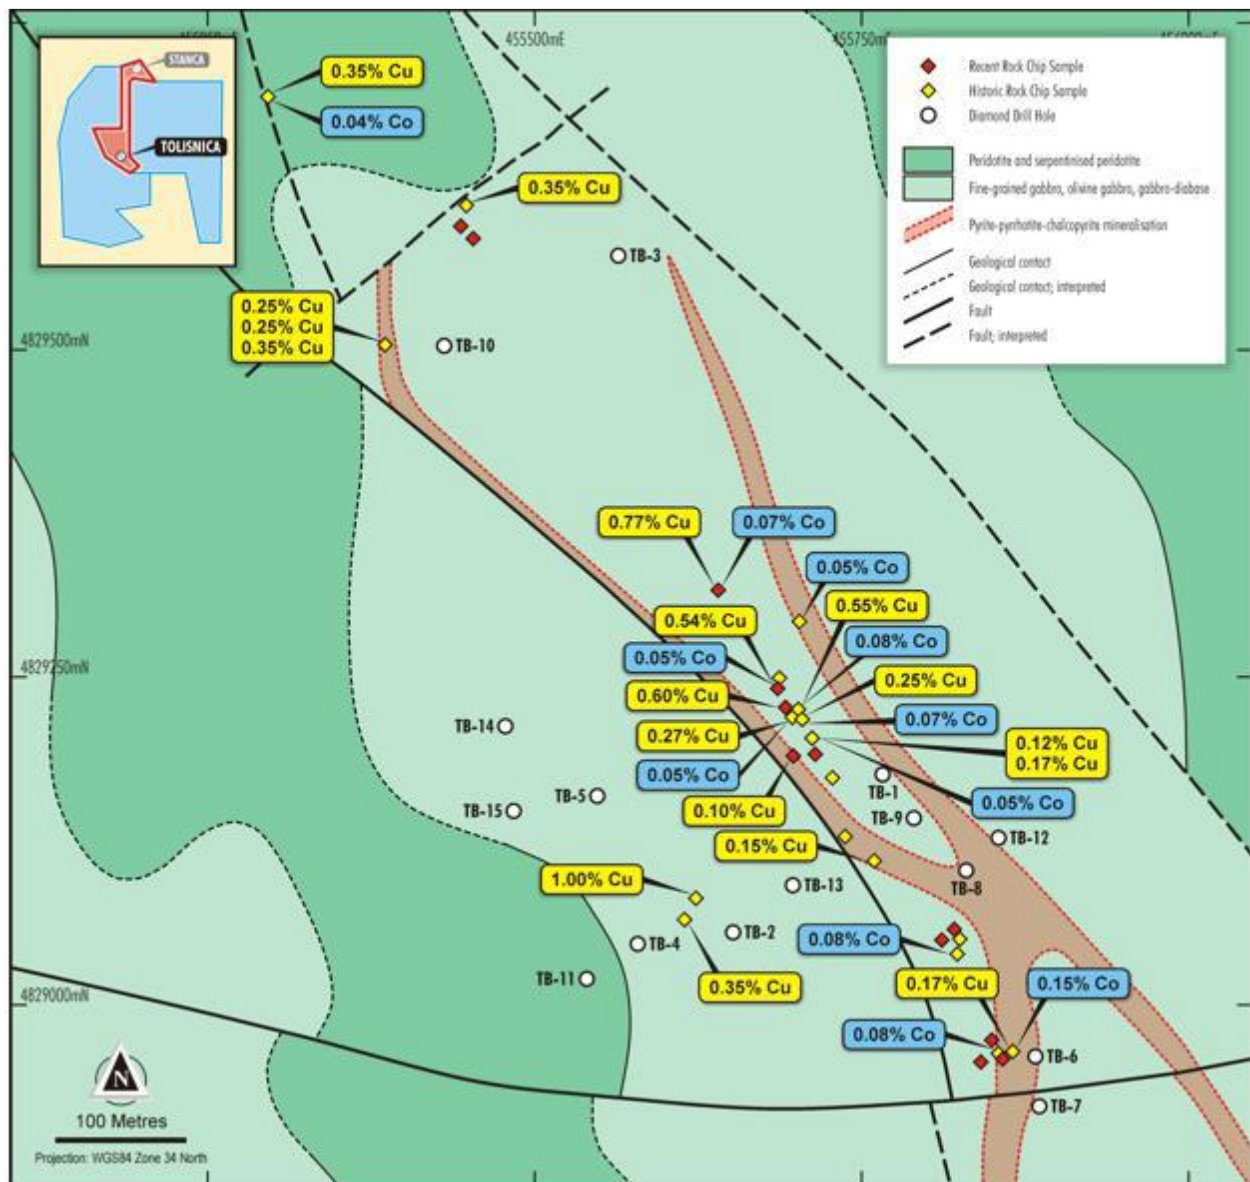 455500mE
455750mE
STANCA
TOLISNICA
0.35% Cu
0.04% Co
Recent Rock Chip Sample
Historic Rock Chip Sample
Diamond Drill Hole
Peridotite and serpentinised peridotite
Fine-grained gabbro, olivine gabbro, gabbro-diabase
Pyrite-pyrrhotite-chalcopyrite mineralisation
Geological contact
Geological contact; interpreted
Fault
Fault; interpreted
0.35% Cu
TB-3
0.25% Cu
0.25% Cu
0.35% Cu
4829500mN
TB-10
0.77% Cu
0.07% Co
0.05% Co
0.55% Cu
0.54% Cu
0.08% Co
0.05% Co
4829250mN
0.25% Cu
0.60% Cu
0.07% Co
TB-14
0.27% Cu
0.12% Cu
0.17% Cu
0.05% Co
TB-1
TB-5
0.05% Co
TB-15
0.10% Cu
TB-9
TB-12
0.15% Cu
1.00% Cu
TB-13
TB-8
TB-4
TB-2
0.08% Co
TB-11
0.35% Cu
0.17% Cu
0.15% Co
4829000mN
0.08% Co
TB-6
N
TB-7
100 Metres
Projection: WGS84 Zone 34 North